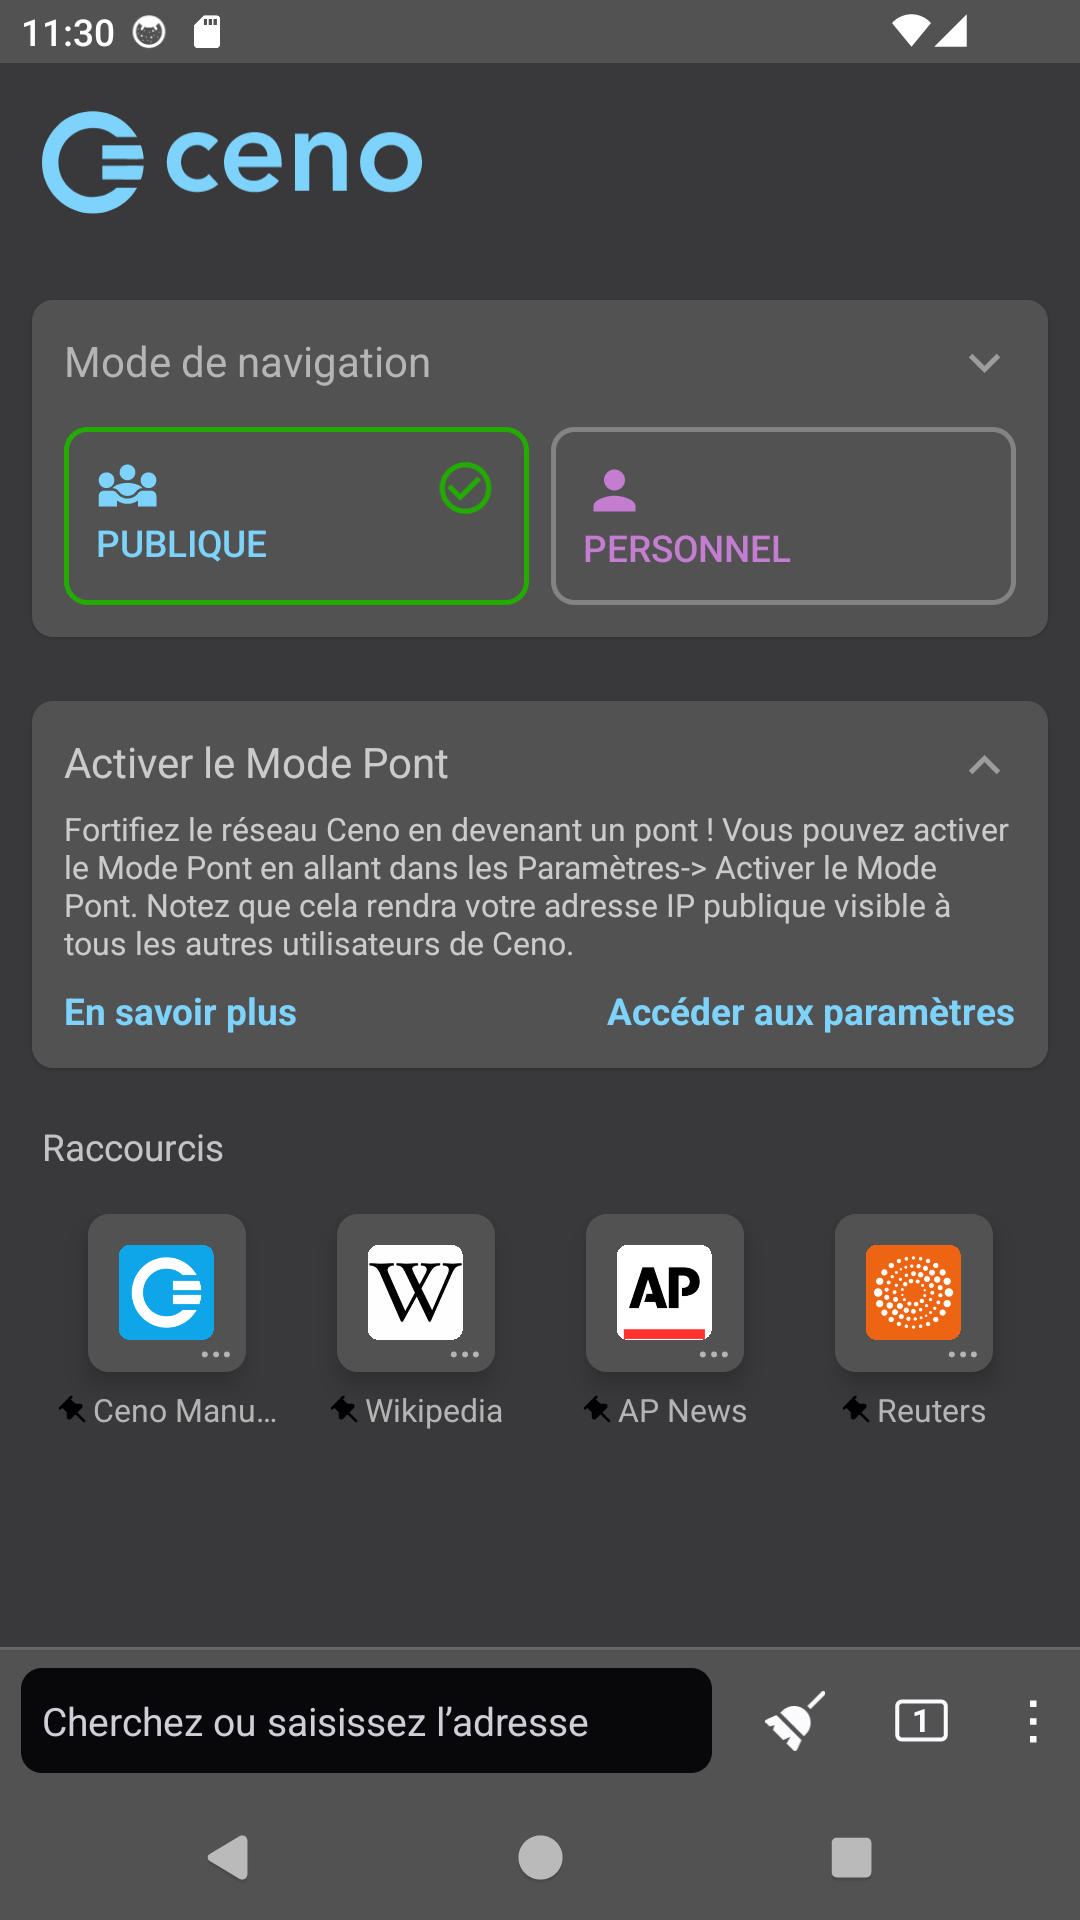 11:30
ceno
Mode de navigation
PUBLIQUE
PERSONNEL
Activer le Mode Pont
Fortifiez le réseau Ceno en devenant un pont ! Vous pouvez activer
le Mode Pont en allant dans les Paramètres-> Activer le Mode
Pont. Notez que cela rendra votre adresse IP publique visible à
tous les autres utilisateurs de Ceno.
En savoir plus
Accéder aux paramètres
Raccourcis
W
AP
Ceno Manu...
Wikipedia
AP News
Reuters
Cherchez ou saisissez l’adresse
1